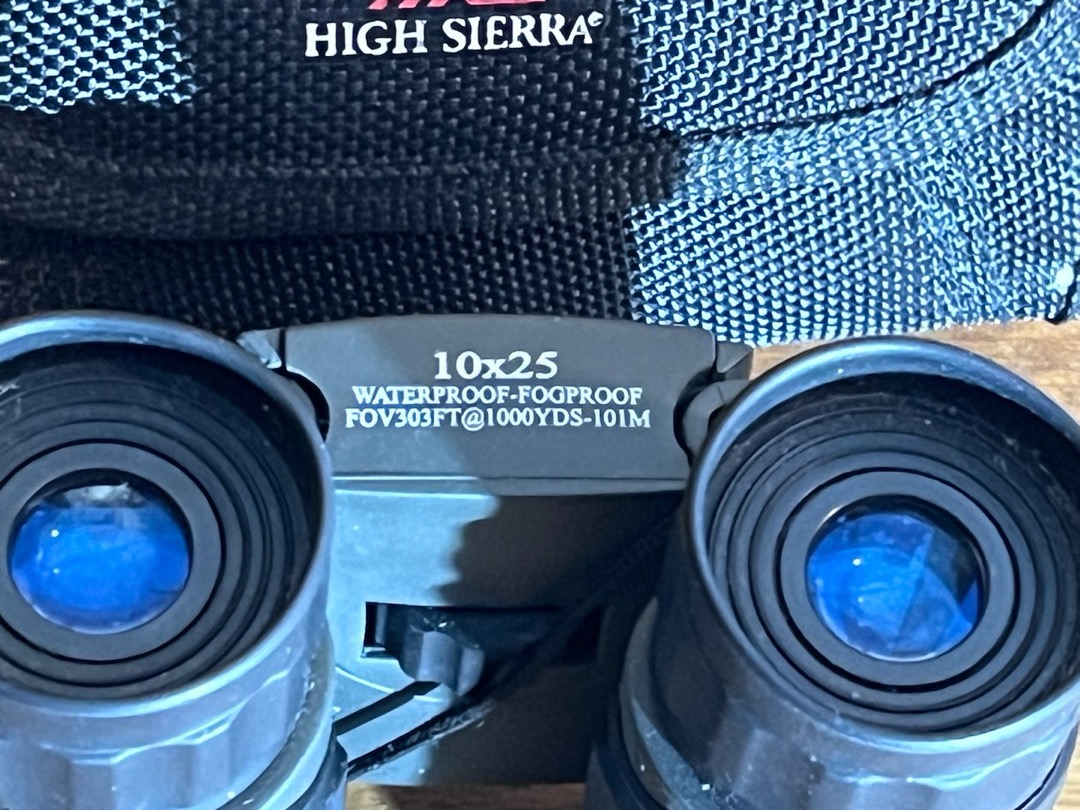 HIGH SIERRA
10x25
WATERPROOF-FOGPROOF
FOV303FT@1000YDS-101M